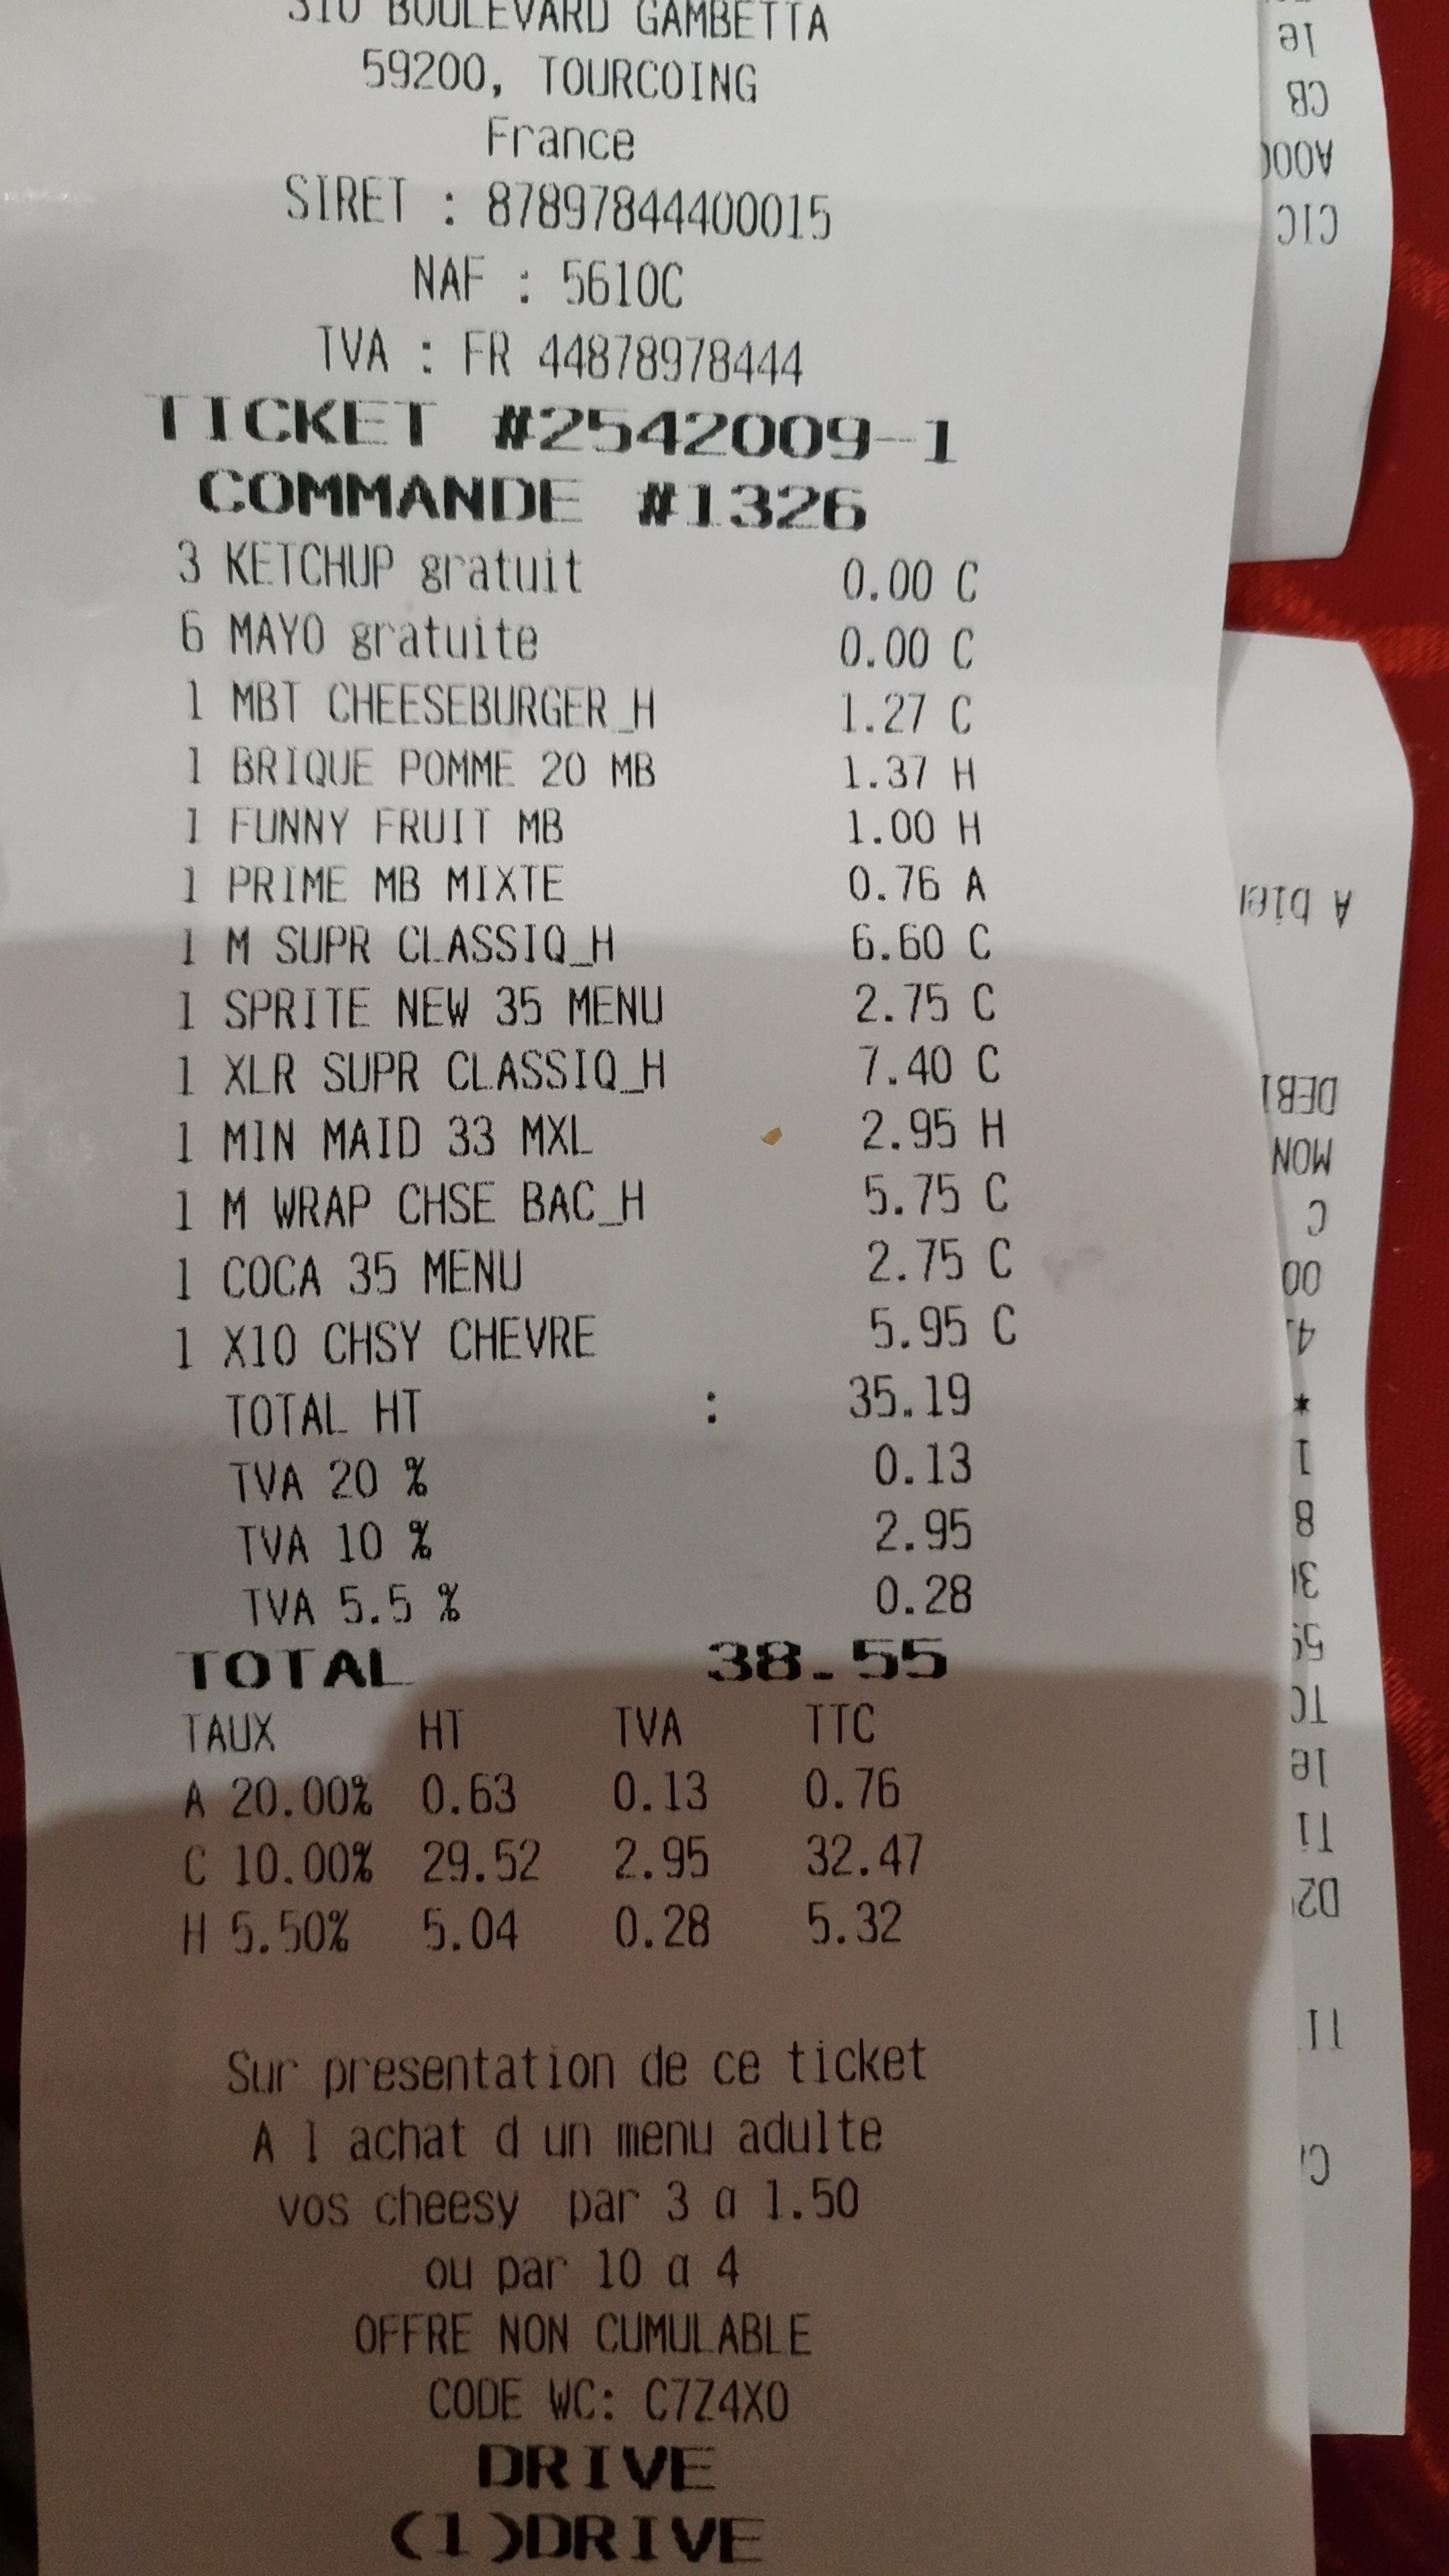 310 BOULEVARD GAMBETTA
59200, TOURCOING
France
SIRET : 87897844400015
NAF : 5610C
TVA : FR 44878978444
TICKET #2542009-1
COMMANDE #1326
3 KETCHUP gratuit 0.00 C
6 MAYO gratuite 0.00 C
1 MBT CHEESEBURGER_H 1.27 C
1 BRIQUE POMME 20 MB 1.37 H
1 FUNNY FRUIT MB 1.00 H
1 PRIME MB MIXTE 0.76 A
1 M SUPR CLASSIQ_H 6.60 C
1 SPRITE NEW 35 MENU 2.75 C
1 XLR SUPR CLASSIQ_H 7.40 C
1 MIN MAID 33 MXL 2.95 H
1 M WRAP CHSE BAC_H 5.75 C
1 COCA 35 MENU 2.75 C
1 X10 CHSY CHEVRE 5.95 C
TOTAL HT : 35.19
TVA 20 % 0.13
TVA 10 % 2.95
TVA 5.5 % 0.28
TOTAL 38.55
TAUX HT TVA TTC
A 20.00% 0.63 0.13 0.76
C 10.00% 29.52 2.95 32.47
H 5.50% 5.04 0.28 5.32
Sur presentation de ce ticket
A l achat d un menu adulte
vos cheesy par 3 a 1.50
ou par 10 a 4
OFFRE NON CUMULABLE
CODE WC: C7Z4X0
DRIVE
(1)DRIVE
le
CB
CIC